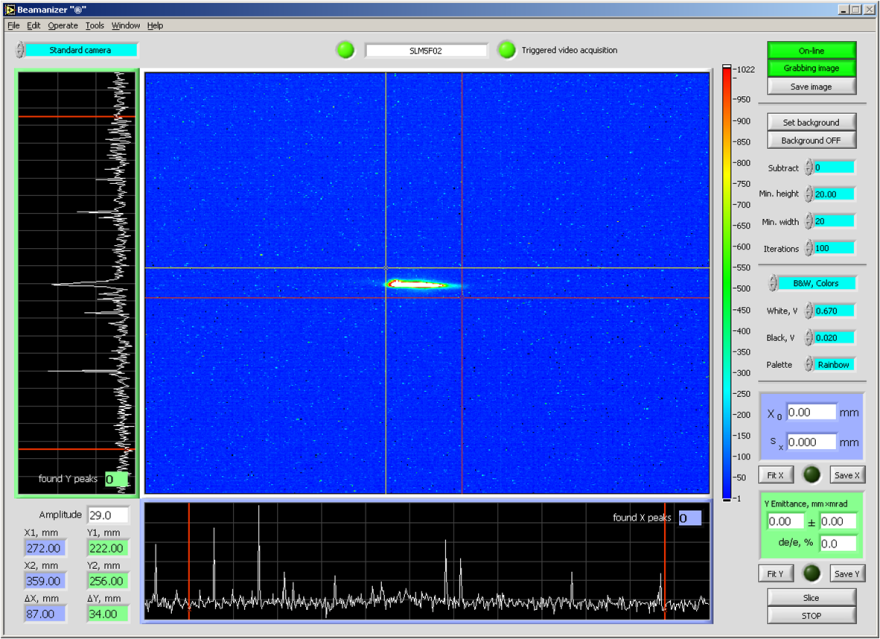 Beamanizer "®"
File Edit Operate Tools Window Help
Standard camera
SLM5F02
Triggered video acquisition
On-line
Grabbing image
Save image
Set background
Background OFF
Subtract 0
Min. height 20.00
Min. width 20
Iterations 100
B&W, Colors
White, V 0.670
Black, V 0.020
Palette Rainbow
X0 0.00 mm
Sx 0.000 mm
Fit X Save X
Y Emittance, mm×mrad
0.00 ± 0.00
de/e, % 0.0
Fit Y Save Y
Slice
STOP
1022
950
900
850
800
750
700
650
600
550
500
450
400
350
300
250
200
150
100
50
1
found Y peaks 0
found X peaks 0
Amplitude 29.0
X1, mm Y1, mm
272.00 222.00
X2, mm Y2, mm
359.00 256.00
ΔX, mm ΔY, mm
87.00 34.00